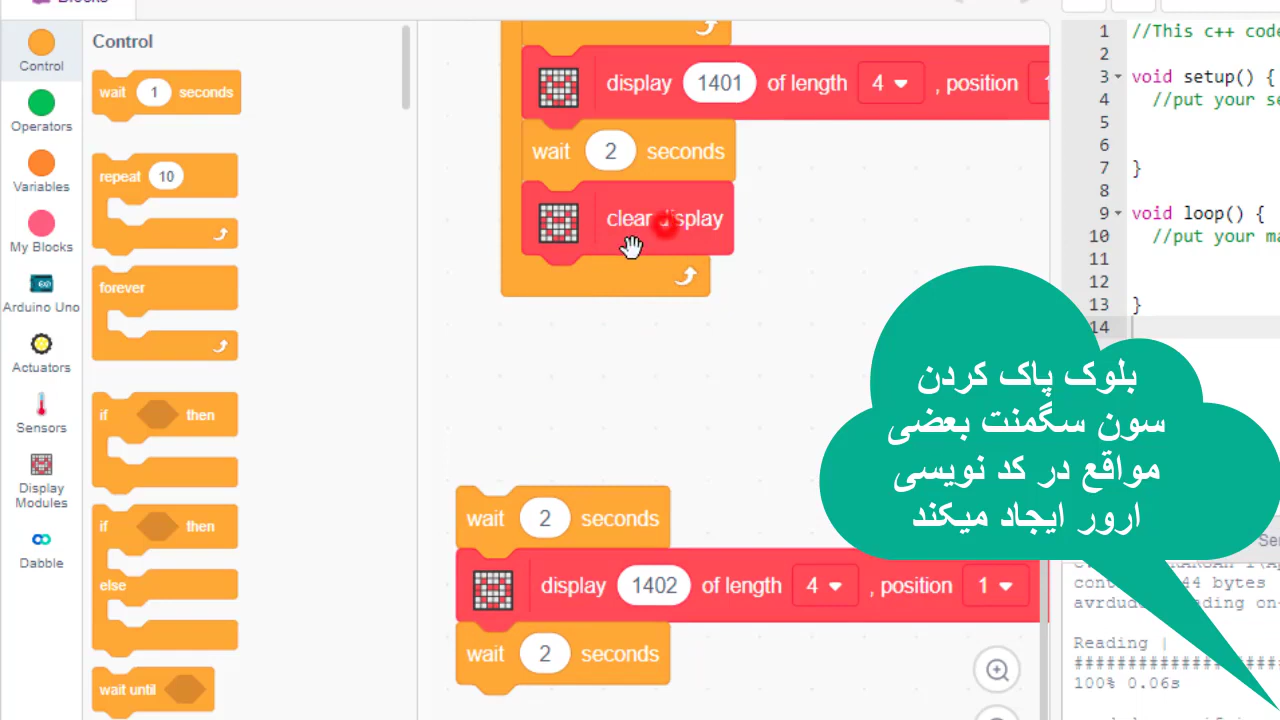 Blocks
Control
Operators
Variables
My Blocks
Arduino Uno
Actuators
Sensors
Display
Modules
Dabble
Control
wait 1 seconds
repeat 10
forever
if then
if then
else
wait until
display 1401 of length 4 , position
wait 2 seconds
clear display
wait 2 seconds
display 1402 of length 4 , position 1
wait 2 seconds
1 //This c++ code
2
3 void setup() {
4 //put your
5
6
7 }
8
9 void loop() {
10 //put your
11
12
13 }
14
بلوک پاک کردن
سون سگمنت بعضی
مواقع در کد نویسی
ارور ایجاد میکند
44 bytes
Reading |
100% 0.06s